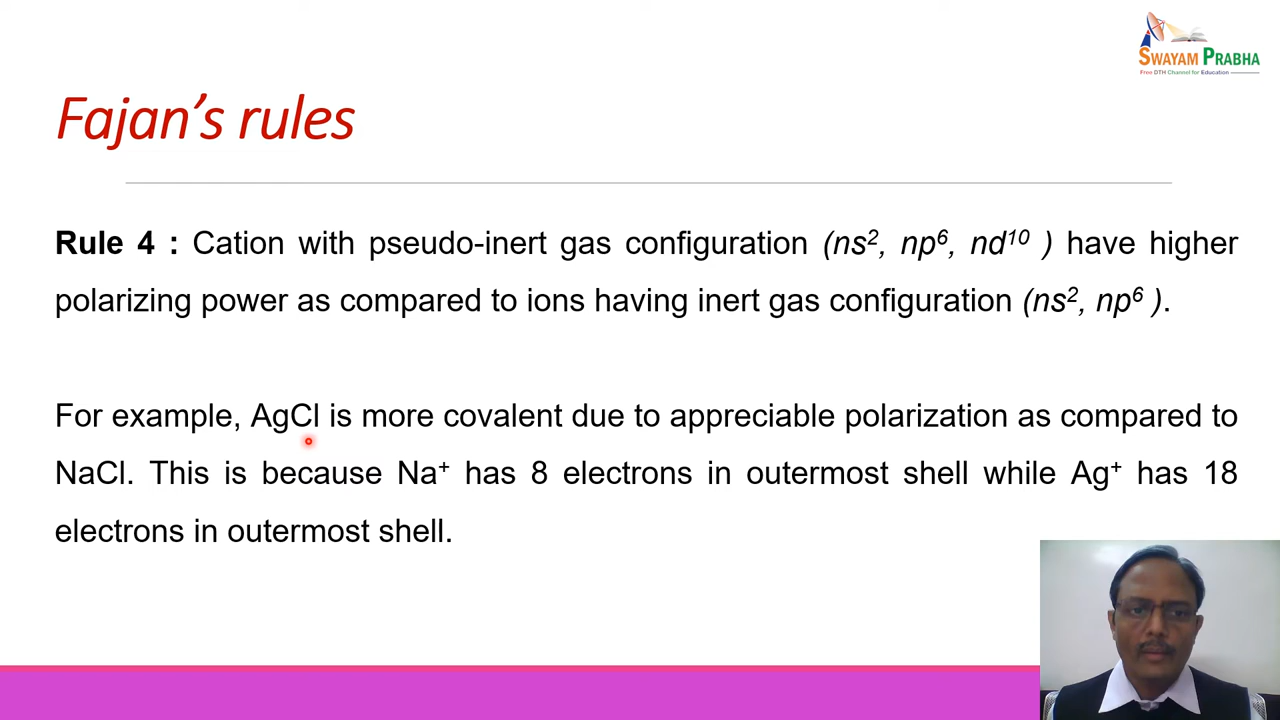 SWAYAM PRABHA
Free DTH Channel for Education
Fajan's rules
Rule 4 : Cation with pseudo-inert gas configuration (ns², np⁶, nd¹⁰ ) have higher
polarizing power as compared to ions having inert gas configuration (ns², np⁶ ).
For example, AgCl is more covalent due to appreciable polarization as compared to
NaCl. This is because Na⁺ has 8 electrons in outermost shell while Ag⁺ has 18
electrons in outermost shell.